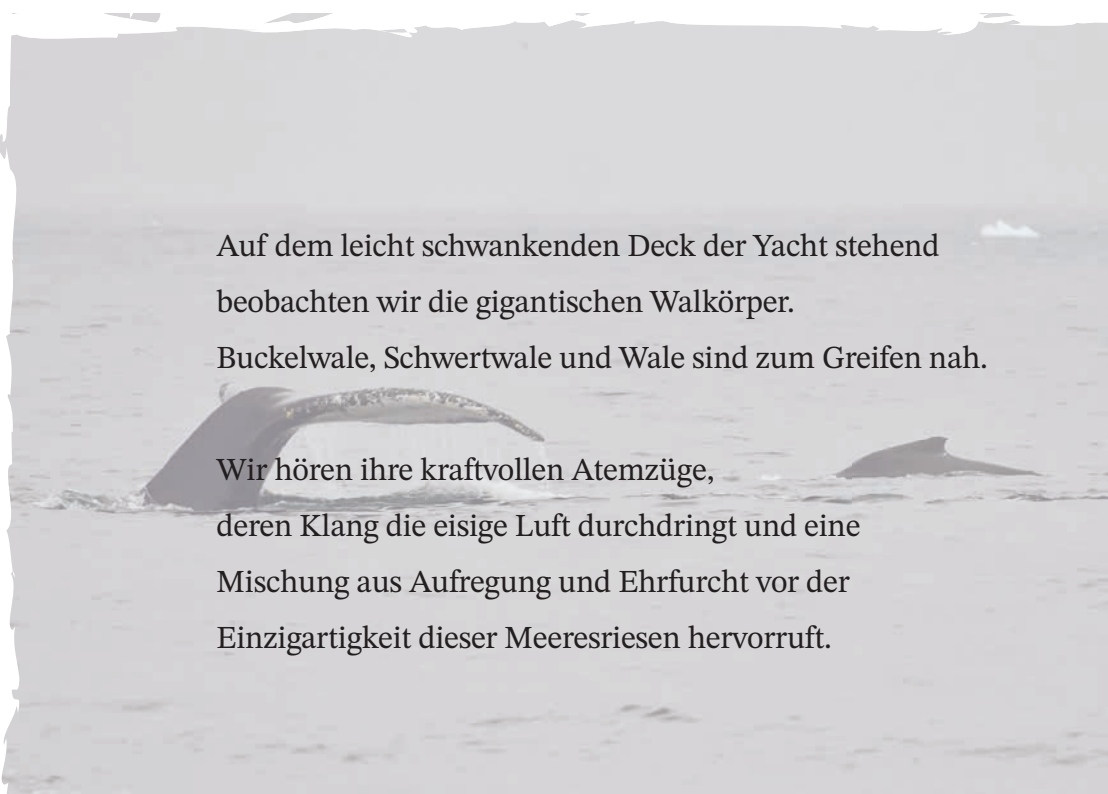 Auf dem leicht schwankenden Deck der Yacht stehend
beobachten wir die gigantischen Walkörper.
Buckelwale, Schwertwale und Wale sind zum Greifen nah.
Wir hören ihre kraftvollen Atemzüge,
deren Klang die eisige Luft durchdringt und eine
Mischung aus Aufregung und Ehrfurcht vor der
Einzigartigkeit dieser Meeresriesen hervorruft.